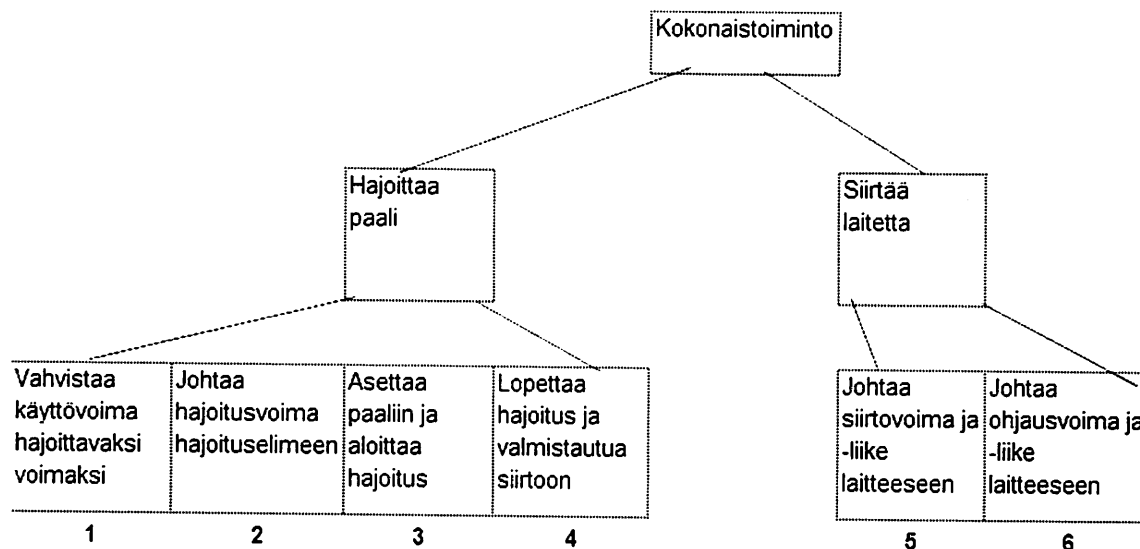 Kokonaistoiminto
Hajoittaa
paali
Siirtää
laitetta
Vahvistaa
käyttövoima
hajoittavaksi
voimaksi
Johtaa
hajoitusvoima
hajoituselimeen
Asettaa
paaliin ja
aloittaa
hajoitus
Lopettaa
hajoitus ja
valmistautua
siirtoon
Johtaa
siirtovoima ja
-liike
laitteeseen
Johtaa
ohjausvoima ja
-liike
laitteeseen
1
2
3
4
5
6